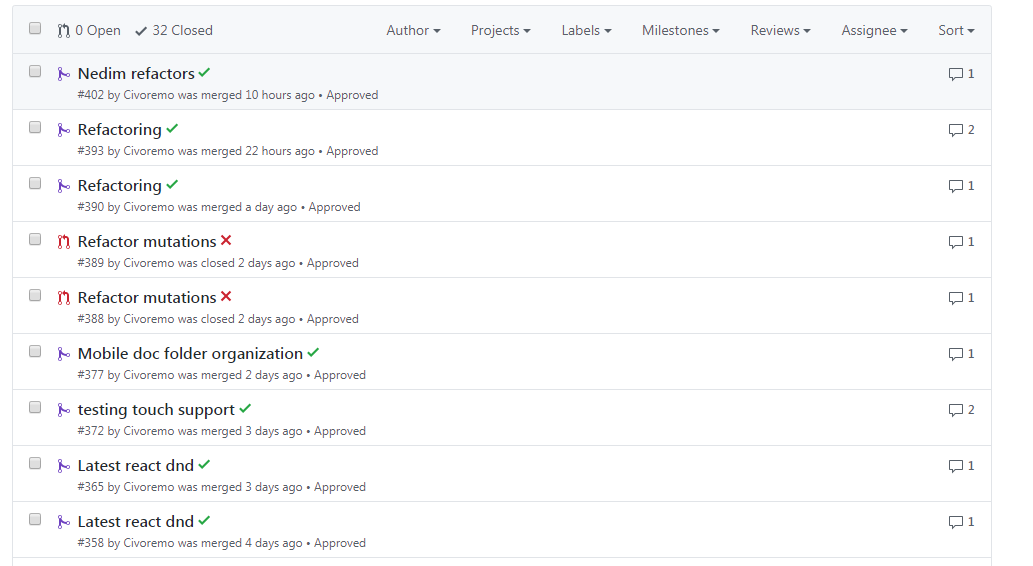 0 Open 32 Closed Author Projects Labels Milestones Reviews Assignee Sort
Nedim refactors 1
#402 by Civoremo was merged 10 hours ago • Approved
Refactoring 2
#393 by Civoremo was merged 22 hours ago • Approved
Refactoring 1
#390 by Civoremo was merged a day ago • Approved
Refactor mutations 1
#389 by Civoremo was closed 2 days ago • Approved
Refactor mutations 1
#388 by Civoremo was closed 2 days ago • Approved
Mobile doc folder organization 1
#377 by Civoremo was merged 2 days ago • Approved
testing touch support 2
#372 by Civoremo was merged 3 days ago • Approved
Latest react dnd 1
#365 by Civoremo was merged 3 days ago • Approved
Latest react dnd 1
#358 by Civoremo was merged 4 days ago • Approved